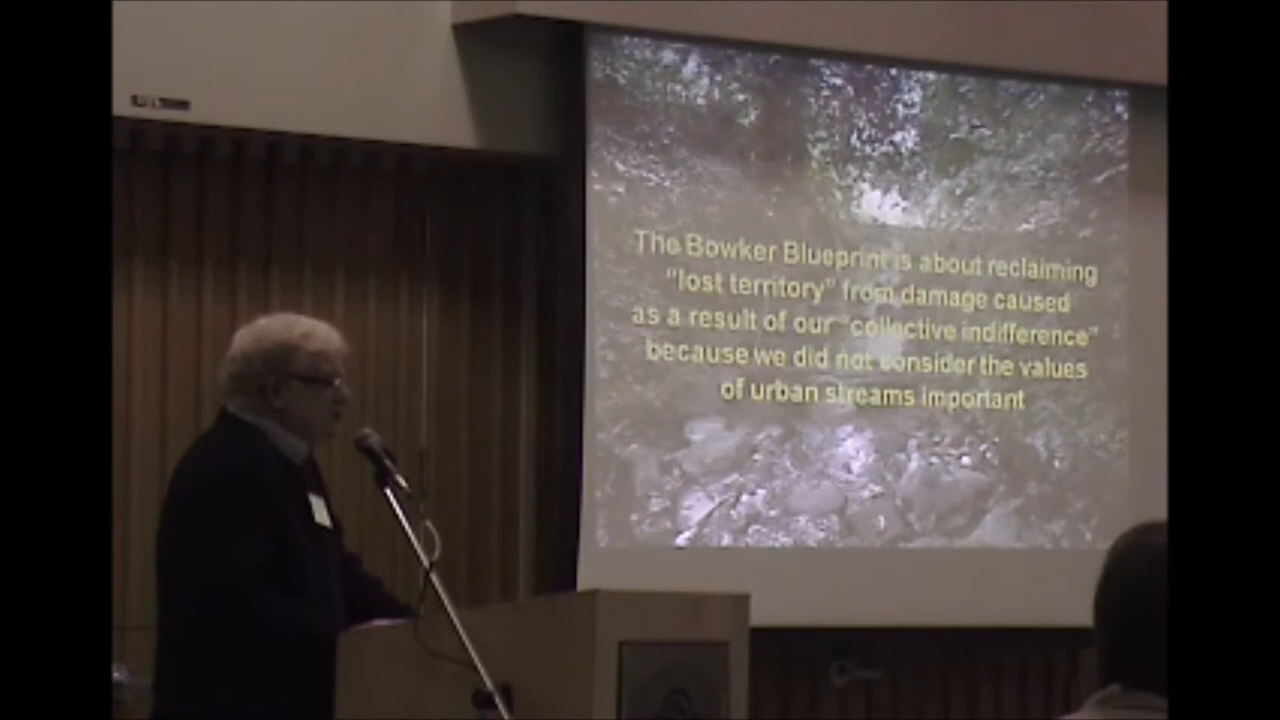 The Bowker Blueprint is about reclaiming
"lost territory" from damage caused
as a result of our "collective indifference"
because we did not consider the values
of urban streams important